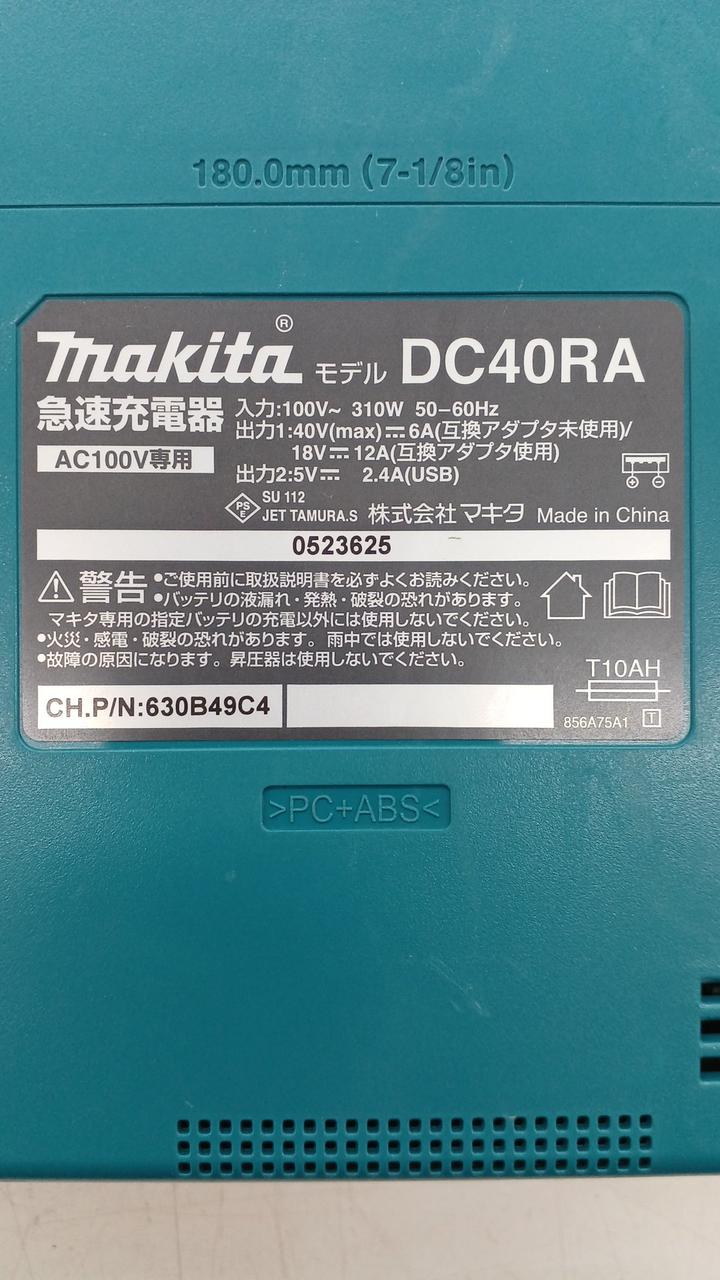 180.0mm (7-1/8in)
makita® モデル DC40RA
急速充電器
AC100V専用
入力:100V~ 310W 50–60Hz
出力1:40V(max)⎓6A(互換アダプタ未使用)/
18V⎓12A(互換アダプタ使用)
出力2:5V⎓ 2.4A(USB)
PS
E
SU 112
JET TAMURA.S 株式会社マキタ Made in China
0523625
警告 •ご使用前に取扱説明書を必ずよくお読みください。
•バッテリの液漏れ・発熱・破裂の恐れがあります。
マキタ専用の指定バッテリの充電以外には使用しないでください。
•火災・感電・破裂の恐れがあります。雨中では使用しないでください。
•故障の原因になります。昇圧器は使用しないでください。
T10AH
CH.P/N:630B49C4
856A75A1 T
>PC+ABS<